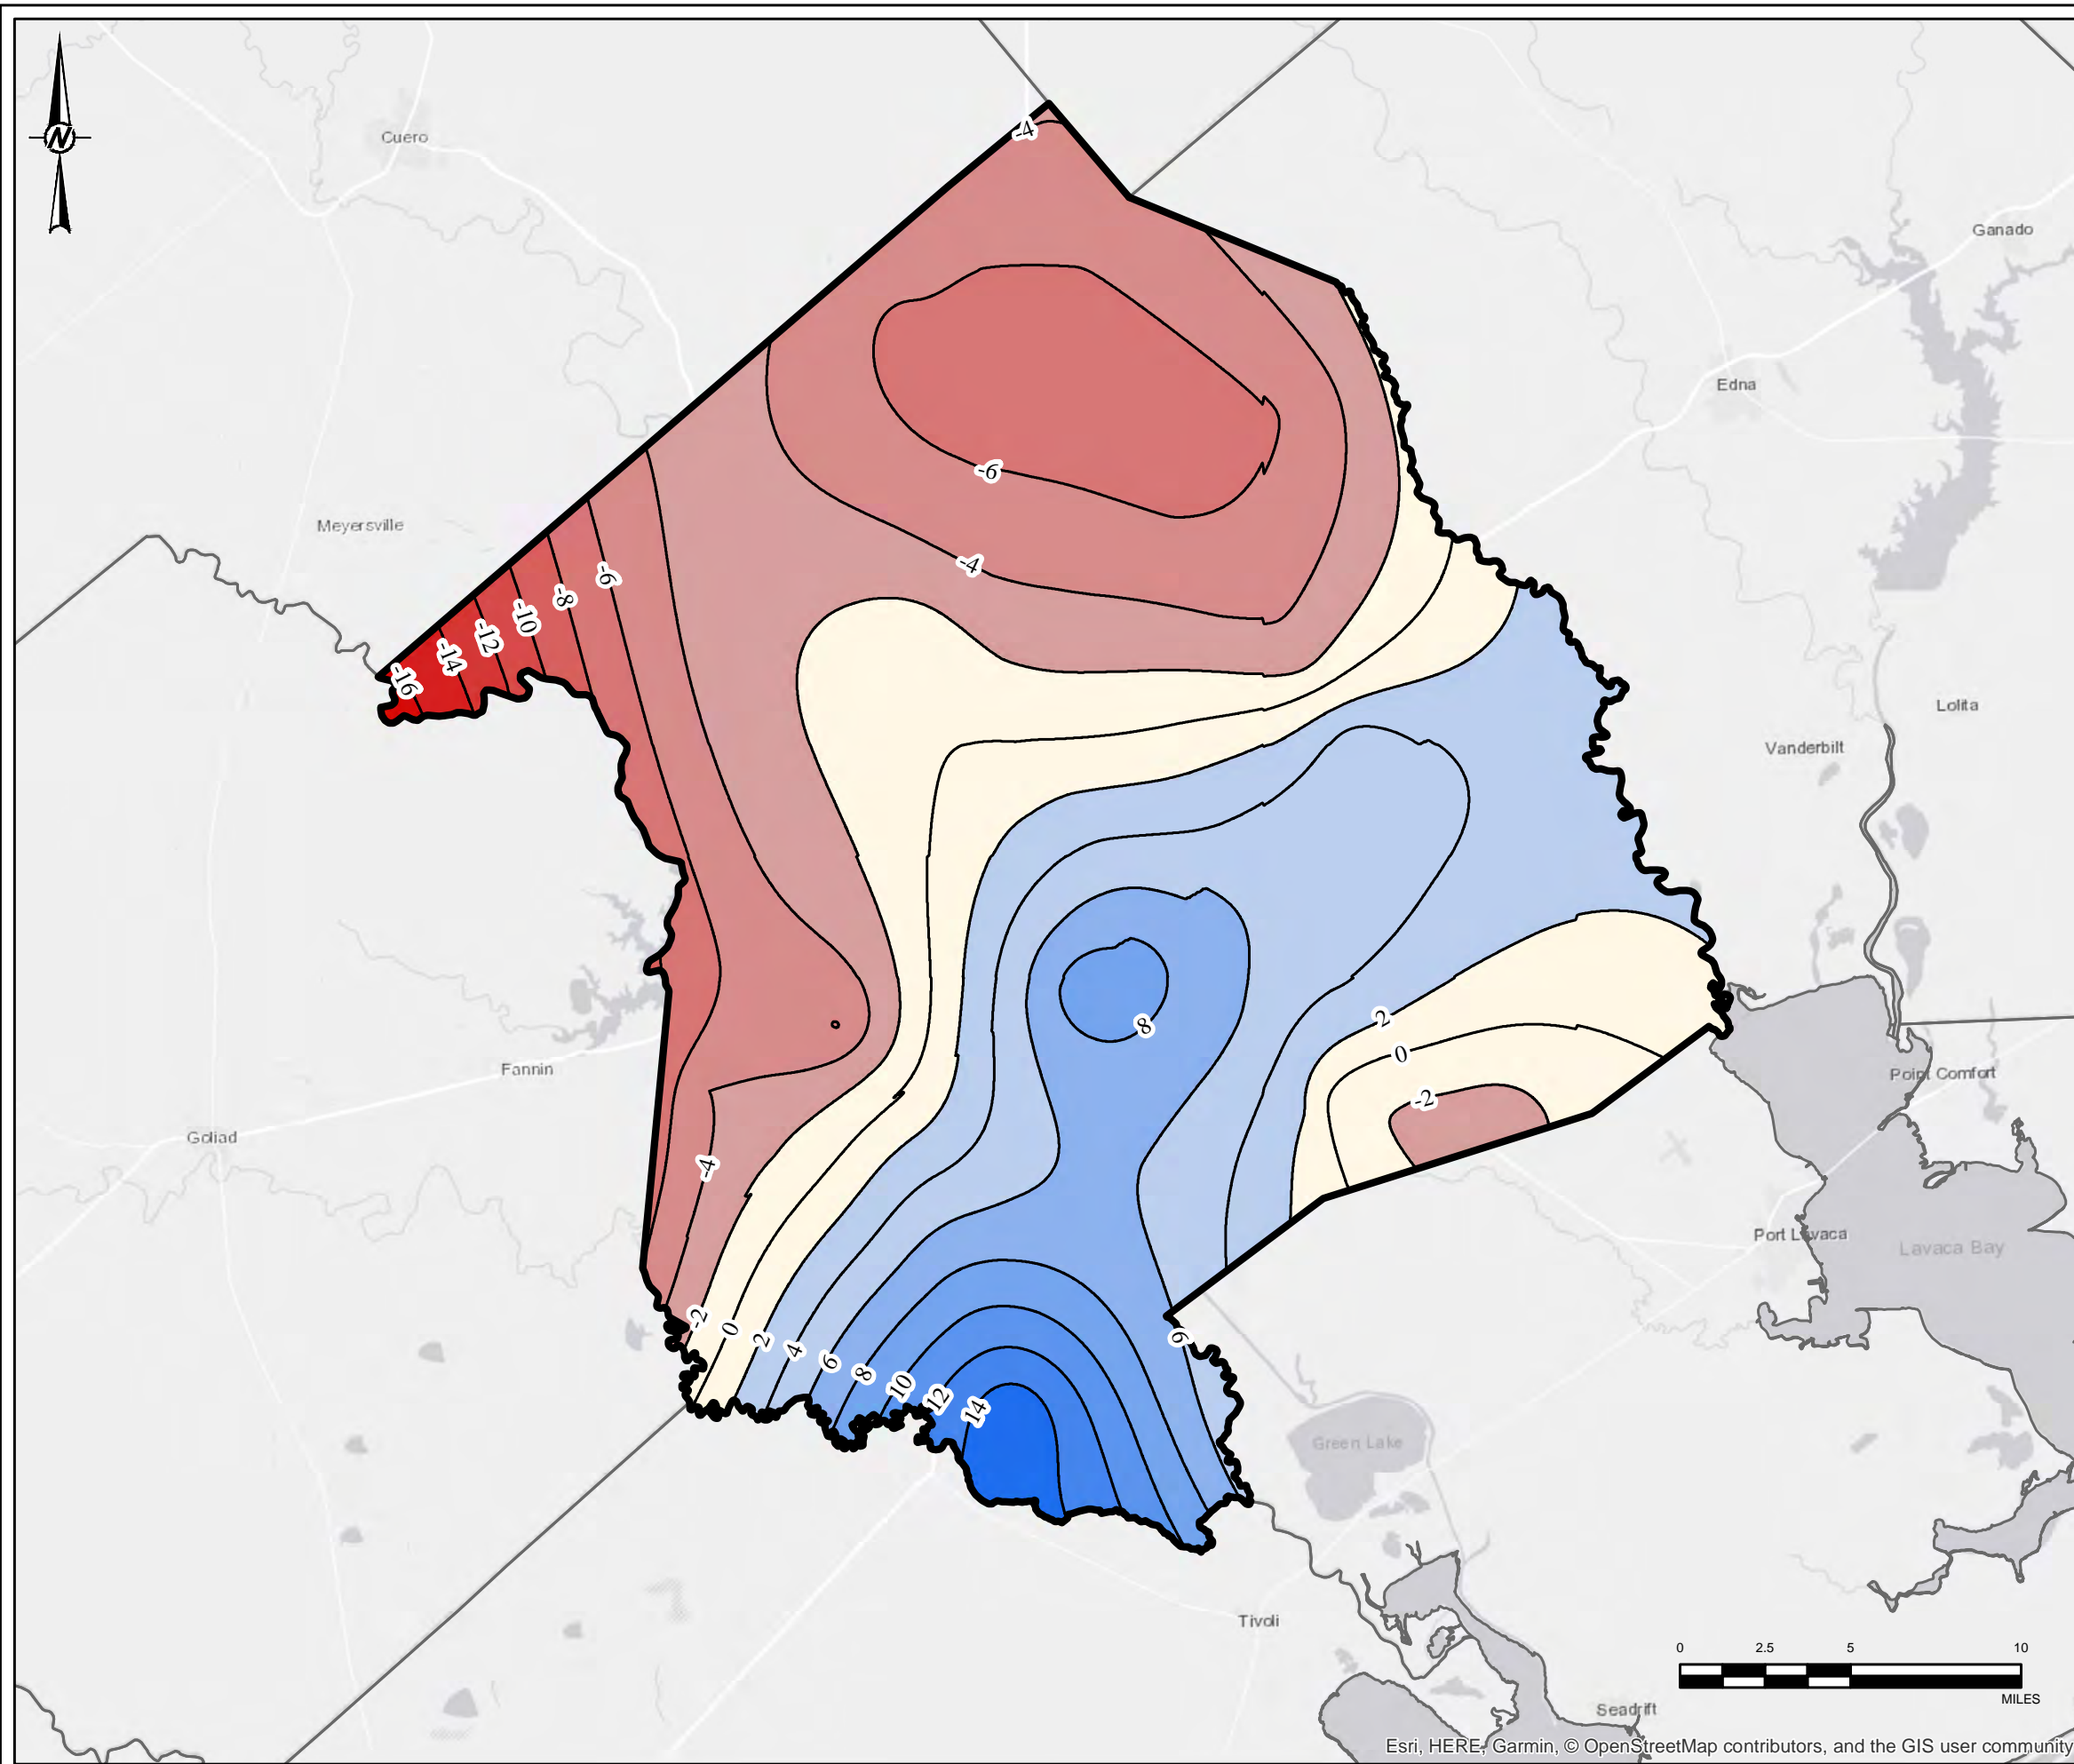 N
Cuero
-4
Ganado
Edna
-6
Meyersville
-4
-6
-8
-10
-12
-14
-16
Lolita
Vanderbilt
8
2
0
Fannin
Point Comfort
-2
Goliad
-4
Port Lavaca
Lavaca Bay
-2
0
2
4
6
8
10
12
14
6
Green Lake
Tivoli
0 2.5 5 10
MILES
Seadrift
Esri, HERE, Garmin, © OpenStreetMap contributors, and the GIS user community